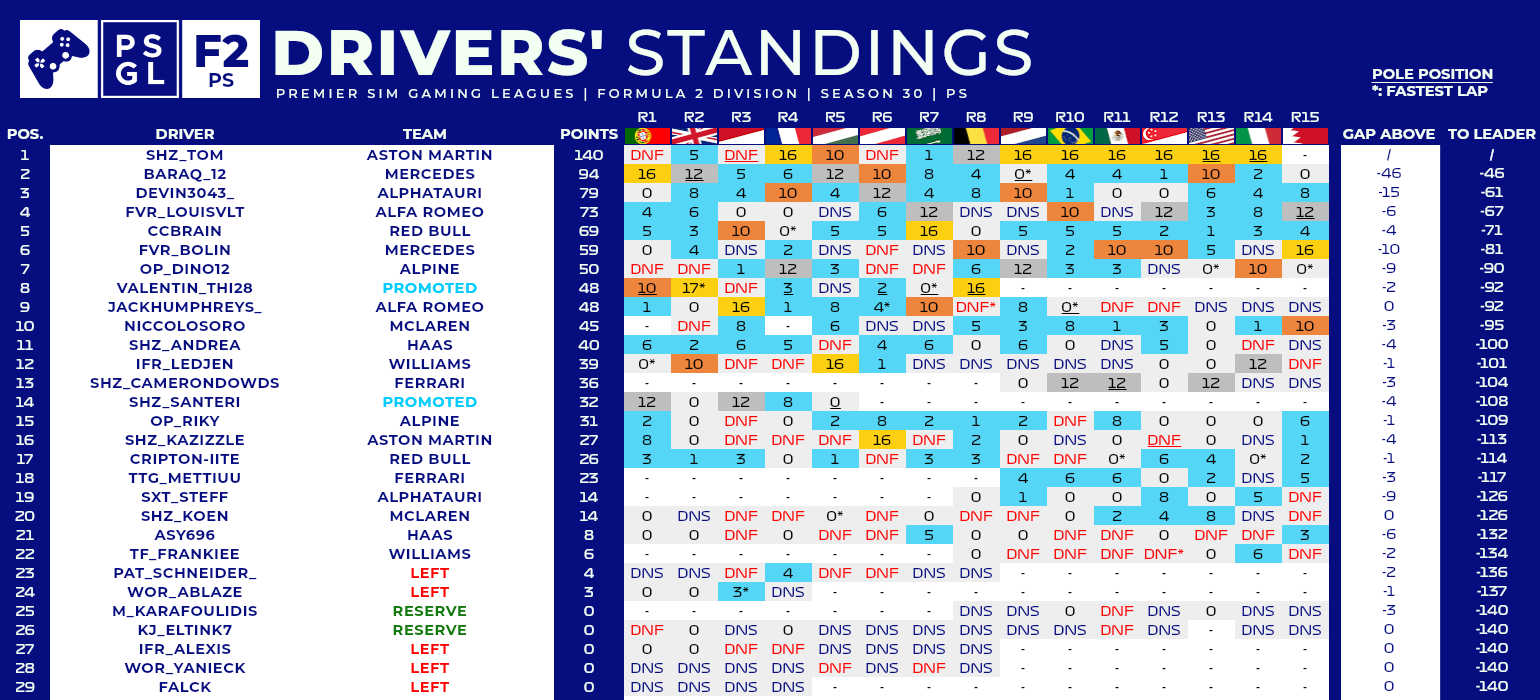 PS GL F2 PS DRIVERS' STANDINGS
PREMIER SIM GAMING LEAGUES | FORMULA 2 DIVISION | SEASON 30 | PS
POLE POSITION
*: FASTEST LAP
R1 R2 R3 R4 R5 R6 R7 R8 R9 R10 R11 R12 R13 R14 R15
POS. DRIVER TEAM POINTS GAP ABOVE TO LEADER
1 SHZ_TOM ASTON MARTIN 140 DNF 5 DNF 16 10 DNF 1 12 16 16 16 16 16 16 - / /
2 BARAQ_12 MERCEDES 94 16 12 5 6 12 10 8 4 0* 4 4 1 10 2 0 -46 -46
3 DEVIN3043_ ALPHATAURI 79 0 8 4 10 4 12 4 8 10 1 0 0 6 4 8 -15 -61
4 FVR_LOUISVLT ALFA ROMEO 73 4 6 0 0 DNS 6 12 DNS DNS 10 DNS 12 3 8 12 -6 -67
5 CCBRAIN RED BULL 69 5 3 10 0* 5 5 16 0 5 5 5 2 1 3 4 -4 -71
6 FVR_BOLIN MERCEDES 59 0 4 DNS 2 DNS DNF DNS 10 DNS 2 10 10 5 DNS 16 -10 -81
7 OP_DINO12 ALPINE 50 DNF DNF 1 12 3 DNF DNF 6 12 3 3 DNS 0* 10 0* -9 -90
8 VALENTIN_THI28 PROMOTED 48 10 17* DNF 3 DNS 2 0* 16 - - - - - - - -2 -92
9 JACKHUMPHREYS_ ALFA ROMEO 48 1 0 16 1 8 4* 10 DNF* 8 0* DNF DNF DNS DNS DNS 0 -92
10 NICCOLOSORO MCLAREN 45 - DNF 8 - 6 DNS DNS 5 3 8 1 3 0 1 10 -3 -95
11 SHZ_ANDREA HAAS 40 6 2 6 5 DNF 4 6 0 6 0 DNS 5 0 DNF DNS -4 -100
12 IFR_LEDJEN WILLIAMS 39 0* 10 DNF DNF 16 1 DNS DNS DNS DNS DNS 0 0 12 DNF -1 -101
13 SHZ_CAMERONDOWDS FERRARI 36 - - - - - - - - 0 12 12 0 12 DNS DNS -3 -104
14 SHZ_SANTERI PROMOTED 32 12 0 12 8 0 - - - - - - - - - - -4 -108
15 OP_RIKY ALPINE 31 2 0 DNF 0 2 8 2 1 2 DNF 8 0 0 0 6 -1 -109
16 SHZ_KAZIZZLE ASTON MARTIN 27 8 0 DNF DNF DNF 16 DNF 2 0 DNS 0 DNF 0 DNS 1 -4 -113
17 CRIPTON-IITE RED BULL 26 3 1 3 0 1 DNF 3 3 DNF DNF 0* 6 4 0* 2 -1 -114
18 TTG_METTIUU FERRARI 23 - - - - - - - - 4 6 6 0 2 DNS 5 -3 -117
19 SXT_STEFF ALPHATAURI 14 - - - - - - - 0 1 0 0 8 0 5 DNF -9 -126
20 SHZ_KOEN MCLAREN 14 0 DNS DNF DNF 0* DNF 0 DNF DNF 0 2 4 8 DNS DNF 0 -126
21 ASY696 HAAS 8 0 0 DNF 0 DNF DNF 5 0 0 DNF DNF 0 DNF DNF 3 -6 -132
22 TF_FRANKIEE WILLIAMS 6 - - - - - - - 0 DNF DNF DNF DNF* 0 6 DNF -2 -134
23 PAT_SCHNEIDER_ LEFT 4 DNS DNS DNF 4 DNF DNF DNS DNS - - - - - - - -2 -136
24 WOR_ABLAZE LEFT 3 0 0 3* DNS - - - - - - - - - - - -1 -137
25 M_KARAFOULIDIS RESERVE 0 - - - - - - - DNS DNS 0 DNF DNS 0 DNS DNS -3 -140
26 KJ_ELTINK7 RESERVE 0 DNF 0 DNS 0 DNS DNS DNS DNS DNS DNS DNF DNS - DNS DNS 0 -140
27 IFR_ALEXIS LEFT 0 0 0 DNF DNF DNS DNS DNS DNS - - - - - - - 0 -140
28 WOR_YANIECK LEFT 0 DNS DNS DNS DNS DNF DNS DNF DNS - - - - - - - 0 -140
29 FALCK LEFT 0 DNS DNS DNS DNS - - - - - - - - - - - 0 -140